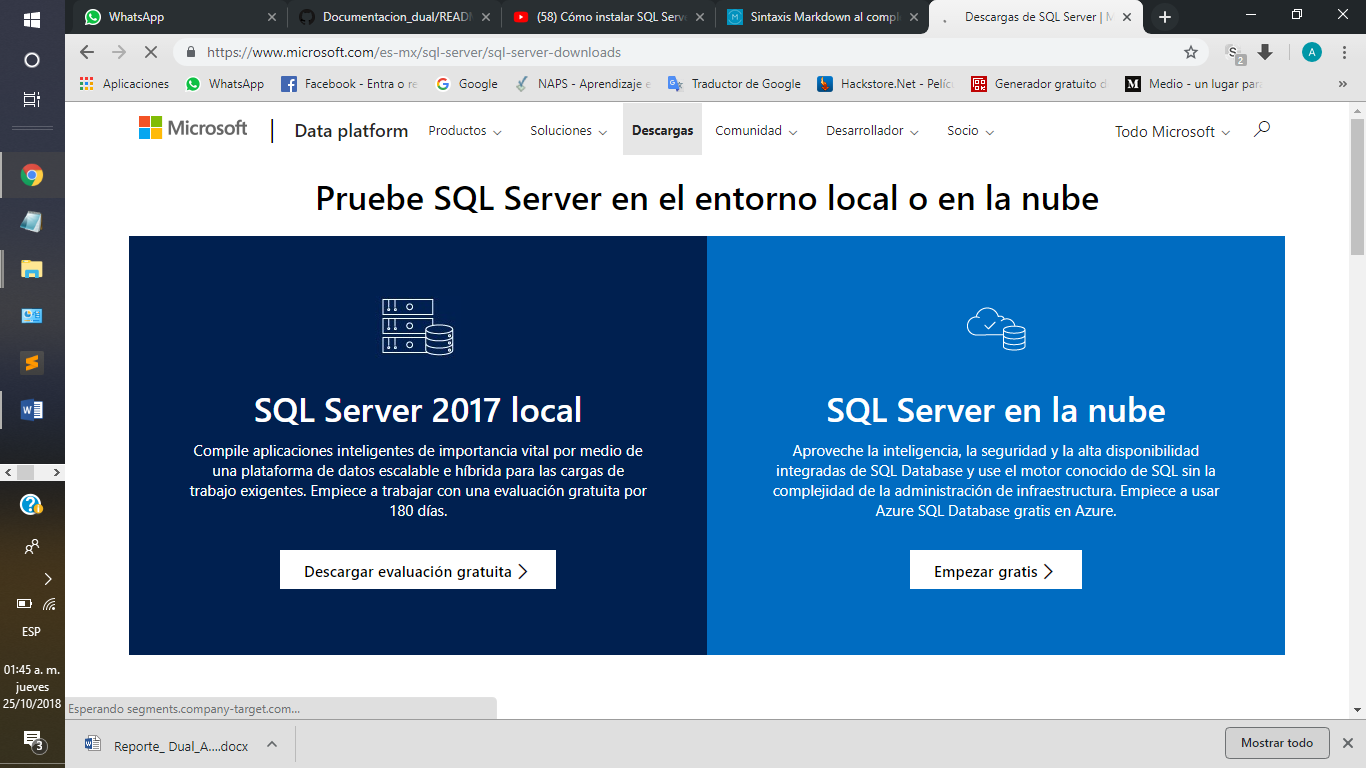 WhatsApp
Documentacion_dual/READM
(58) Cómo instalar SQL Serve
Sintaxis Markdown al comple
Descargas de SQL Server | M
https://www.microsoft.com/es-mx/sql-server/sql-server-downloads
S
2
A
Aplicaciones
WhatsApp
Facebook - Entra o re
Google
NAPS - Aprendizaje e
Traductor de Google
Hackstore.Net - Pelíc
Generador gratuito d
Medio - un lugar par
»
Microsoft
Data platform
Productos
Soluciones
Descargas
Comunidad
Desarrollador
Socio
Todo Microsoft
Pruebe SQL Server en el entorno local o en la nube
SQL Server 2017 local
Compile aplicaciones inteligentes de importancia vital por medio de
una plataforma de datos escalable e híbrida para las cargas de
trabajo exigentes. Empiece a trabajar con una evaluación gratuita por
180 días.
Descargar evaluación gratuita
SQL Server en la nube
Aproveche la inteligencia, la seguridad y la alta disponibilidad
integradas de SQL Database y use el motor conocido de SQL sin la
complejidad de la administración de infraestructura. Empiece a usar
Azure SQL Database gratis en Azure.
Empezar gratis
ESP
01:45 a. m.
jueves
25/10/2018
3
Esperando segments.company-target.com...
Reporte_ Dual_A....docx
Mostrar todo